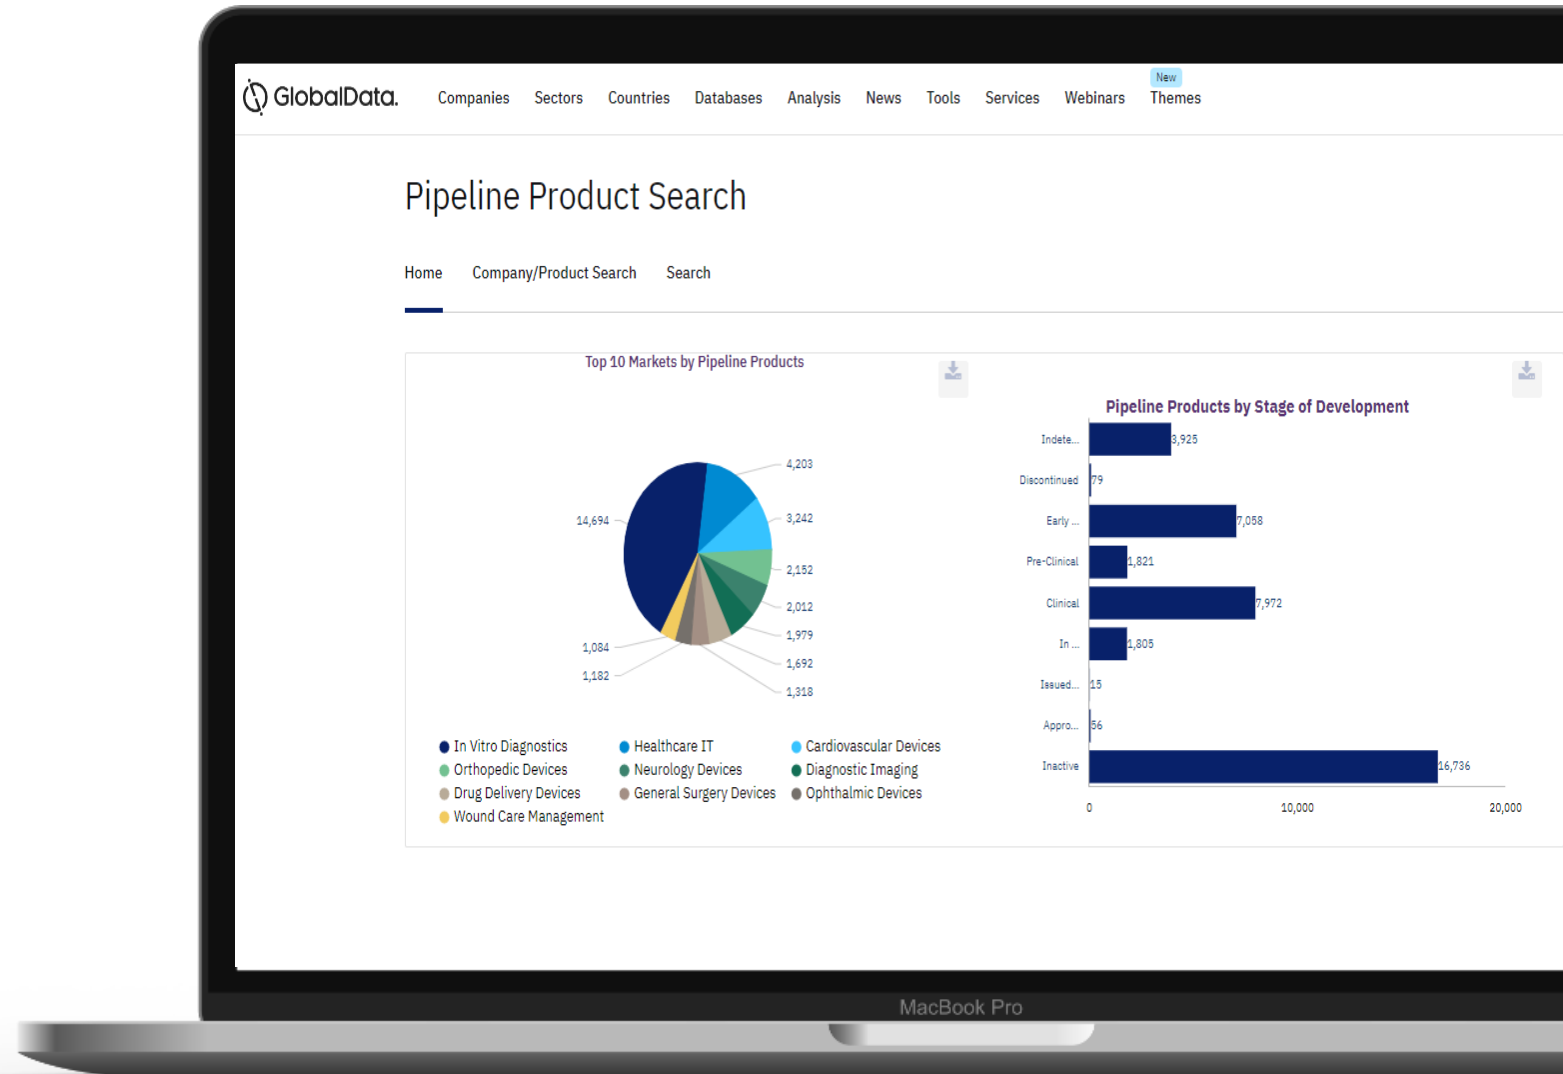 GlobalData.
Companies Sectors Countries Databases Analysis News Tools Services Webinars New Themes
Pipeline Product Search
Home Company/Product Search Search
Top 10 Markets by Pipeline Products
4,203
3,242
14,694
2,152
2,012
1,979
1,084
1,692
1,182
1,318
In Vitro Diagnostics Healthcare IT Cardiovascular Devices
Orthopedic Devices Neurology Devices Diagnostic Imaging
Drug Delivery Devices General Surgery Devices Ophthalmic Devices
Wound Care Management
Pipeline Products by Stage of Development
Indete... 3,925
Discontinued 79
Early ... 7,058
Pre-Clinical 1,821
Clinical 7,972
In ... 1,805
Issued... 15
Appro... 56
Inactive 16,736
0 10,000 20,000
MacBook Pro